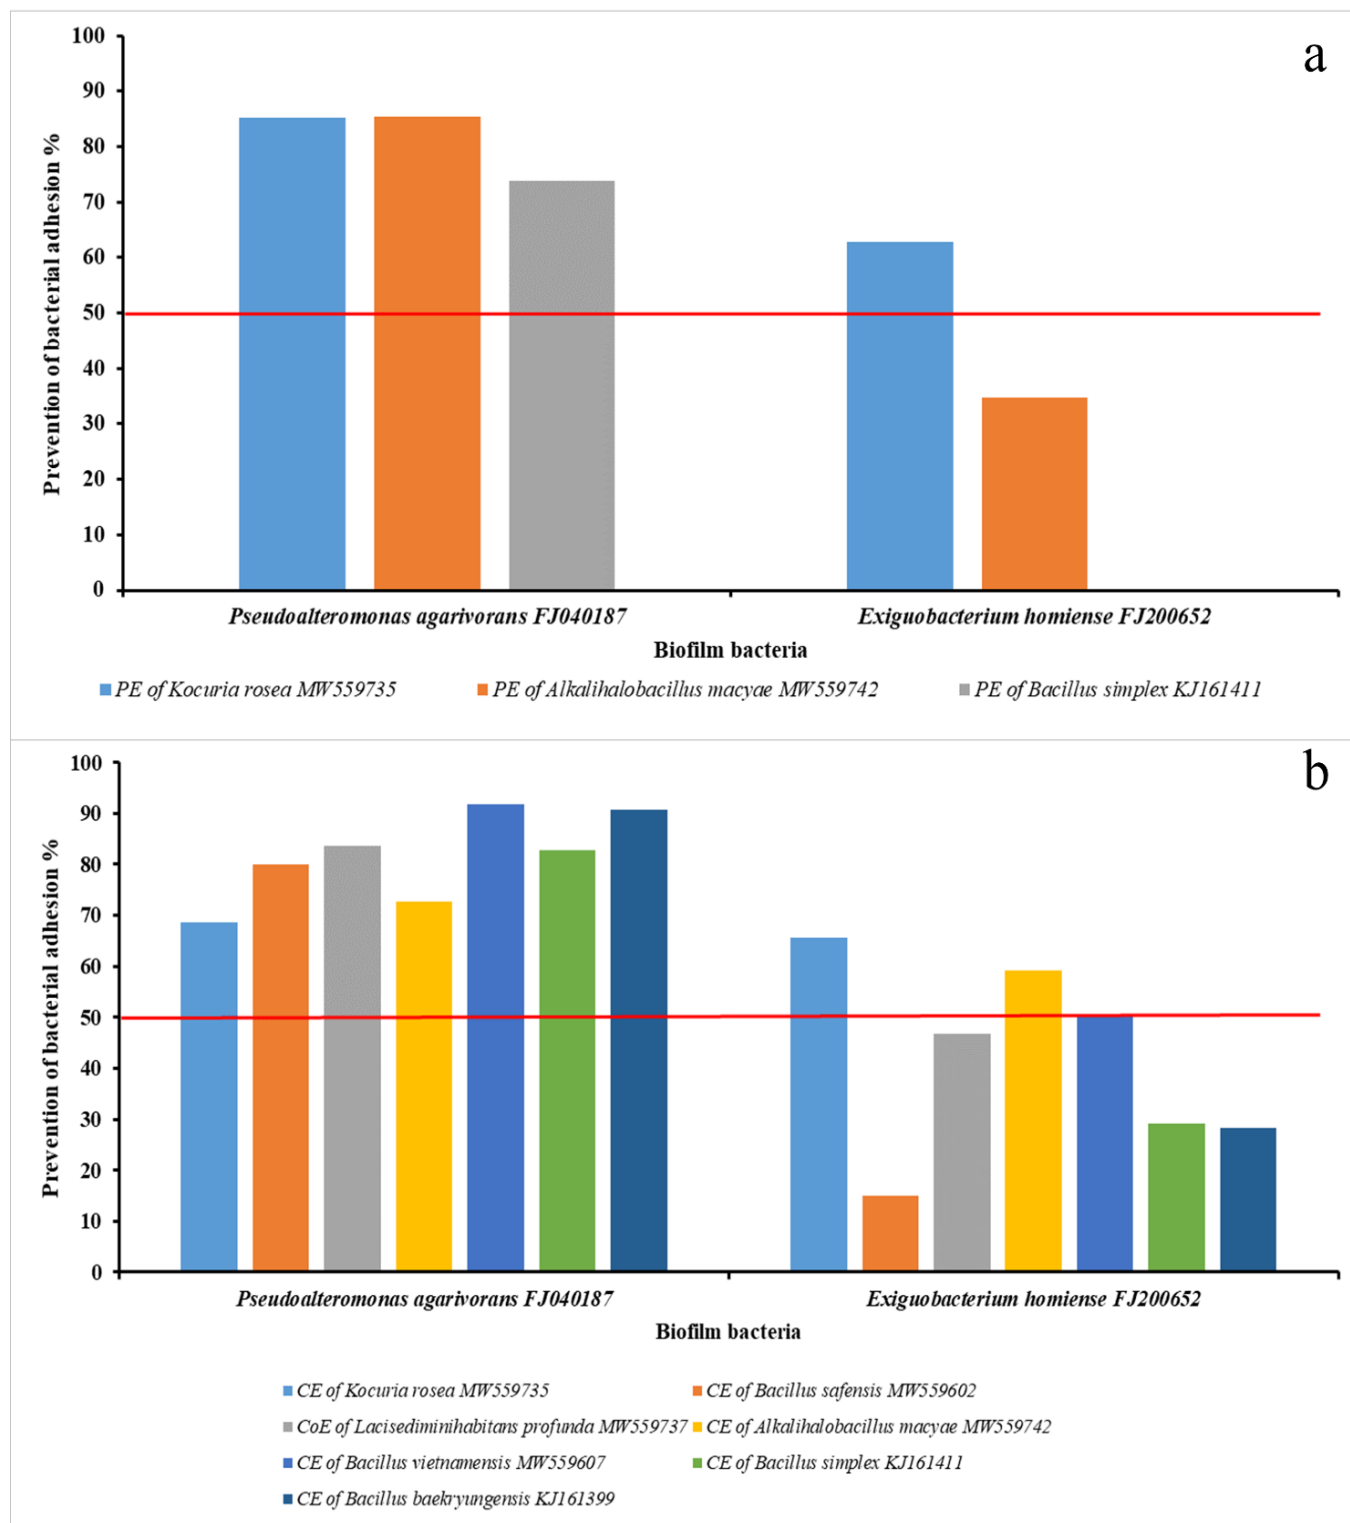 a
100
90
80
70
60
50
40
30
20
10
0
Prevention of bacterial adhesion %
Pseudoalteromonas agarivorans FJ040187 Exiguobacterium homiense FJ200652
Biofilm bacteria
PE of Kocuria rosea MW559735 PE of Alkalihalobacillus macyae MW559742 PE of Bacillus simplex KJ161411
b
100
90
80
70
60
50
40
30
20
10
0
Prevention of bacterial adhesion %
Pseudoalteromonas agarivorans FJ040187 Exiguobacterium homiense FJ200652
Biofilm bacteria
CE of Kocuria rosea MW559735 CE of Bacillus safensis MW559602
CoE of Lacisediminihabitans profunda MW559737 CE of Alkalihalobacillus macyae MW559742
CE of Bacillus vietnamensis MW559607 CE of Bacillus simplex KJ161411
CE of Bacillus baekryungensis KJ161399